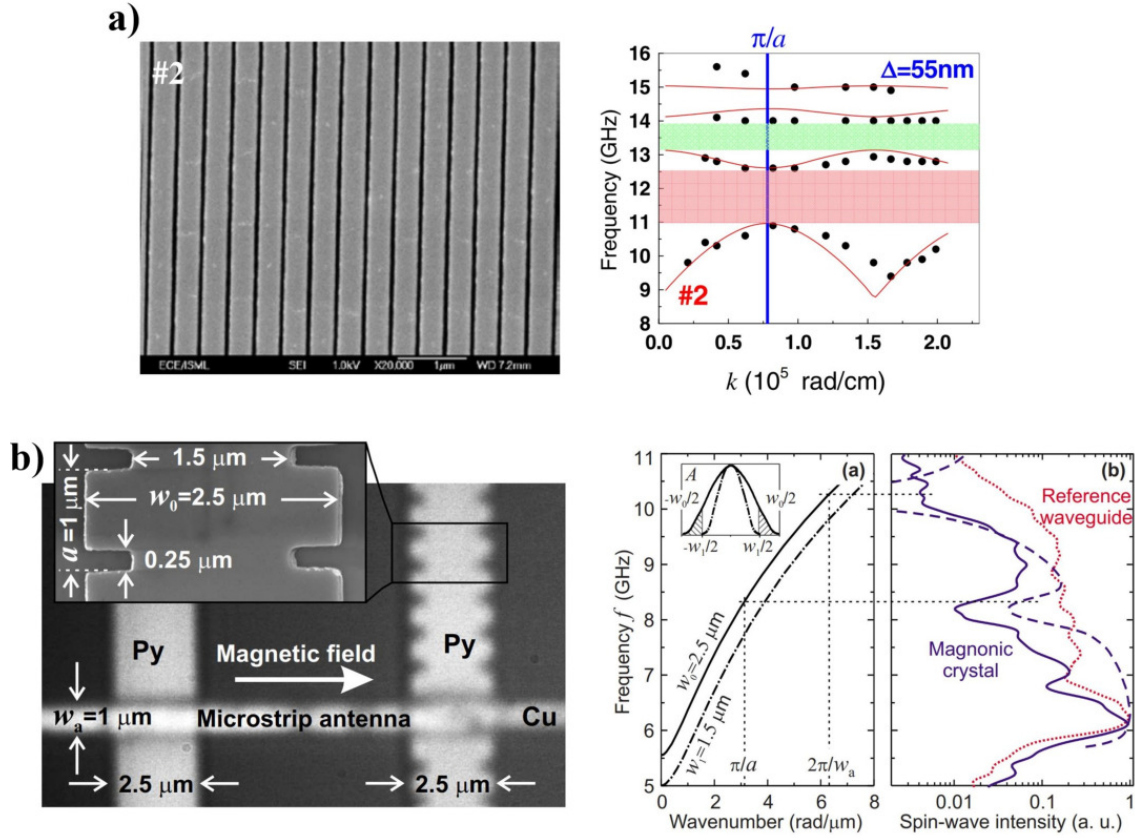 a)
#2
ECE/ISML SEI 1.0kV X20.000 1µm WD 7.2mm
π/a
Δ=55nm
Frequency (GHz)
16
15
14
13
12
11
10
9
8
#2
0.0 0.5 1.0 1.5 2.0
k (10⁵ rad/cm)
b)
1.5 µm
a=1 µm
w₀=2.5 µm
0.25 µm
Py
Py
Magnetic field
wₐ=1 µm
Microstrip antenna
Cu
2.5 µm
2.5 µm
(a)
A
-w₀/2 w₀/2
-w₁/2 w₁/2
Frequency f (GHz)
11
10
9
8
7
6
5
w₀=2.5 µm
w₁=1.5 µm
π/a
2π/wₐ
0 2 4 6 8
Wavenumber (rad/µm)
(b)
Reference
waveguide
Magnonic
crystal
0.01 0.1 1
Spin-wave intensity (a. u.)